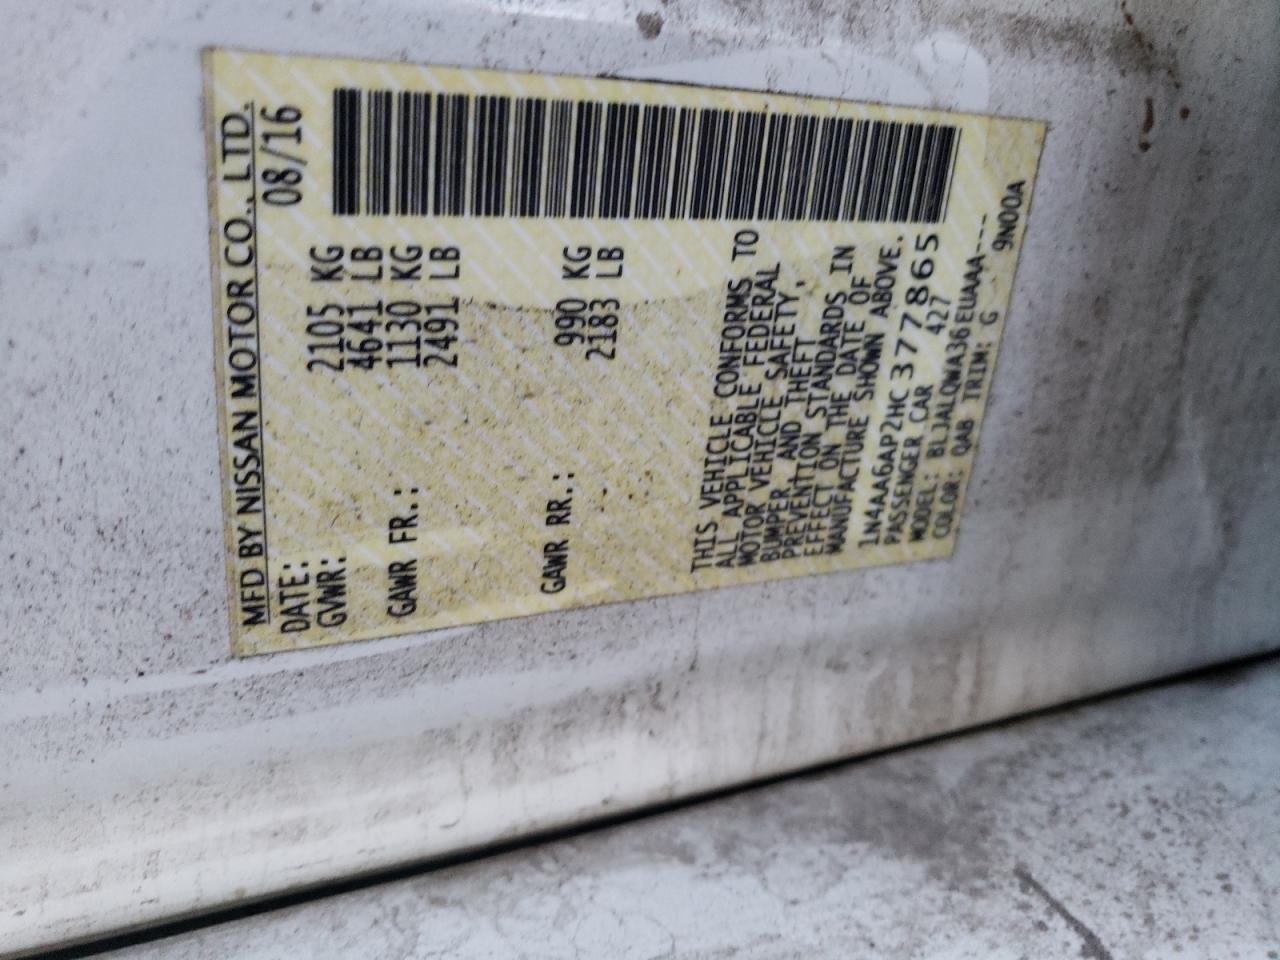 MFD BY NISSAN MOTOR CO., LTD.
DATE: 08/16
GVWR: 2105 KG
4641 LB
GAWR FR.: 1130 KG
2491 LB
GAWR RR.: 990 KG
2183 LB
THIS VEHICLE CONFORMS TO
ALL APPLICABLE FEDERAL
MOTOR VEHICLE SAFETY,
BUMPER, AND THEFT
PREVENTION STANDARDS IN
EFFECT ON THE DATE OF
MANUFACTURE SHOWN ABOVE.
1N4AA6AP2HC377865
PASSENGER CAR 427
MODEL: BLJALQWA36EUAAA---
COLOR: QAB TRIM: G 9N00A